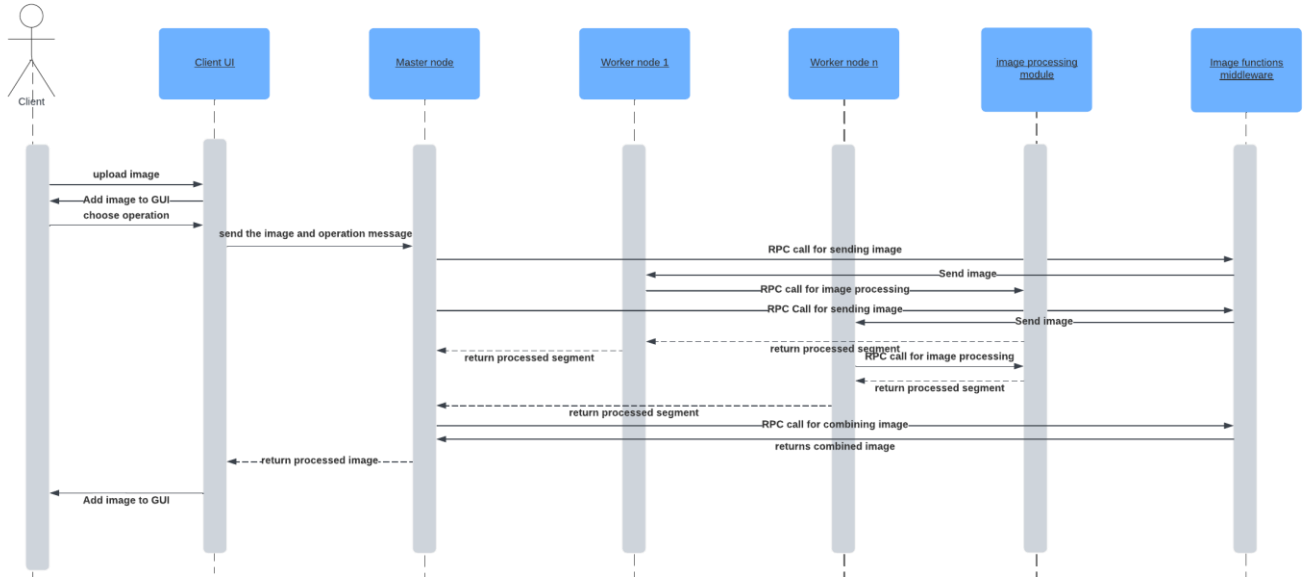 Client
Client UI
Master node
Worker node 1
Worker node n
image processing
module
Image functions
middleware
upload image
Add image to GUI
choose operation
send the image and operation message
RPC call for sending image
Send image
RPC call for image processing
RPC Call for sending image
Send image
return processed segment
return processed segment
RPC call for image processing
return processed segment
return processed segment
RPC call for combining image
returns combined image
return processed image
Add image to GUI